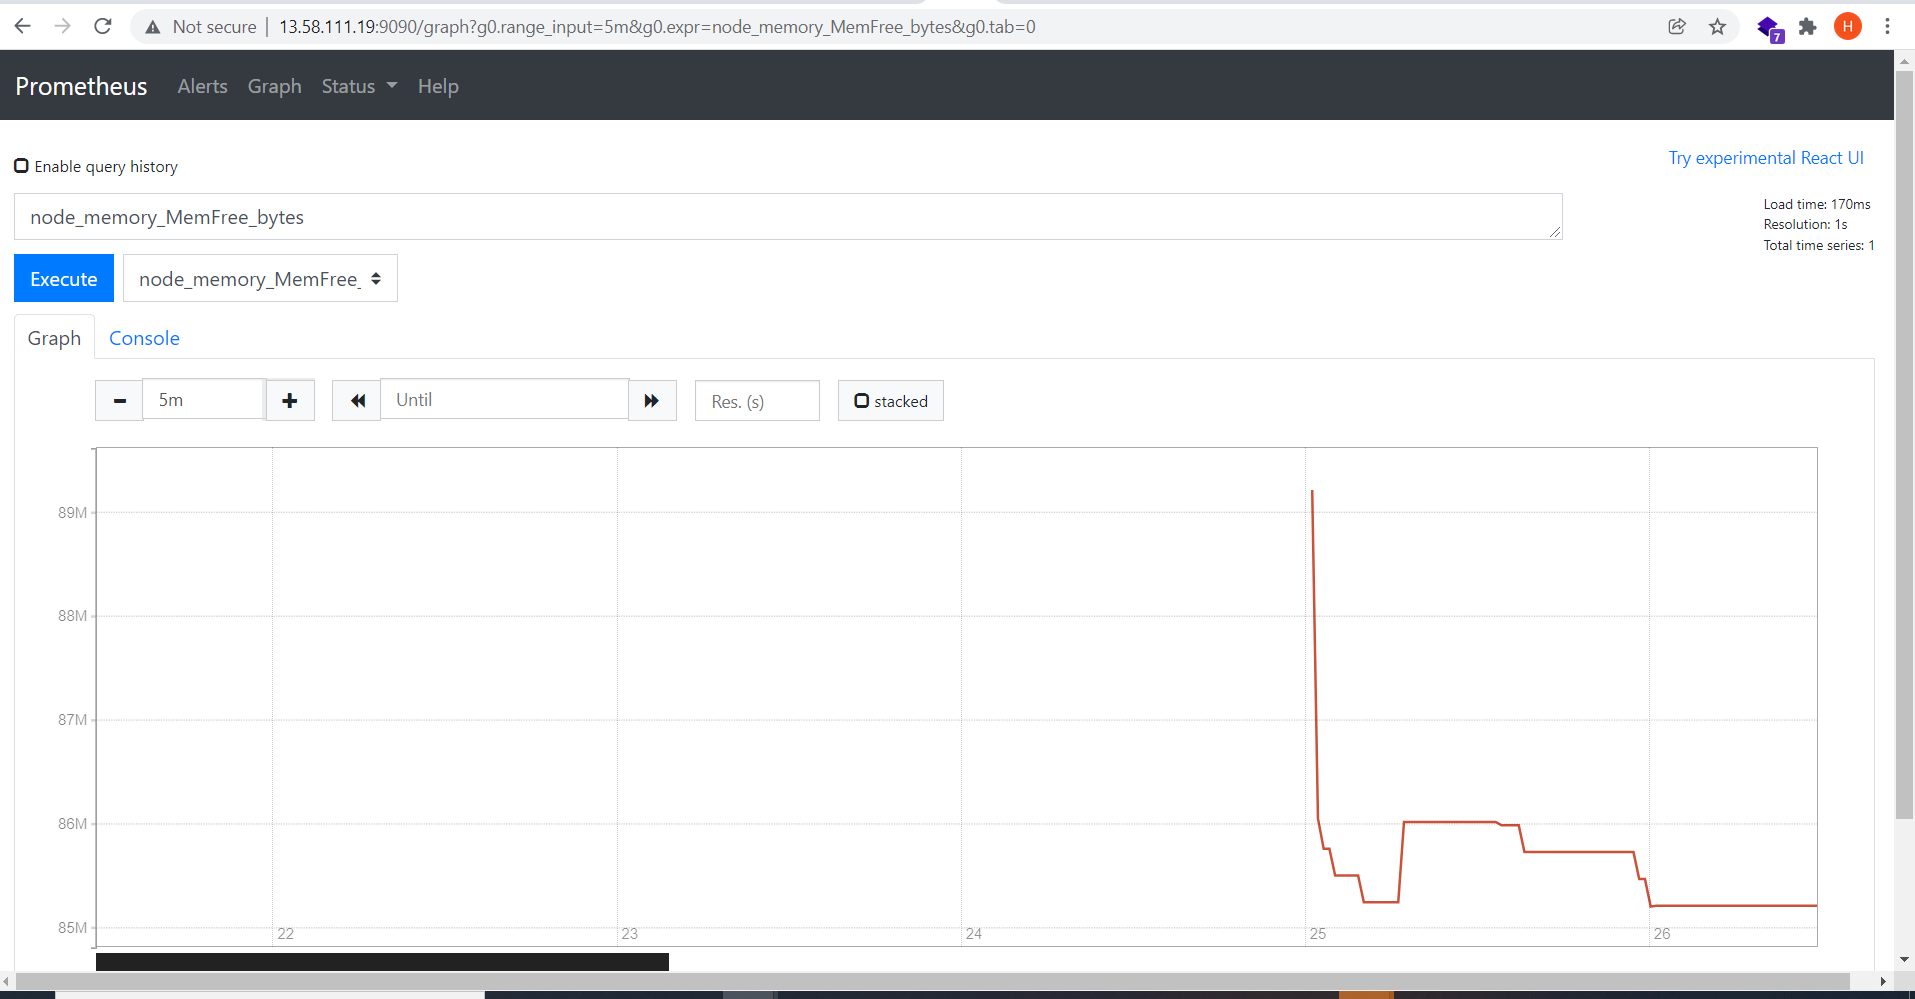 Not secure | 13.58.111.19:9090/graph?g0.range_input=5m&g0.expr=node_memory_MemFree_bytes&g0.tab=0
7
H
Prometheus Alerts Graph Status Help
Enable query history
Try experimental React UI
node_memory_MemFree_bytes
Load time: 170ms
Resolution: 1s
Total time series: 1
Execute node_memory_MemFree_
Graph Console
5m Until Res. (s) stacked
89M
88M
87M
86M
85M
22 23 24 25 26